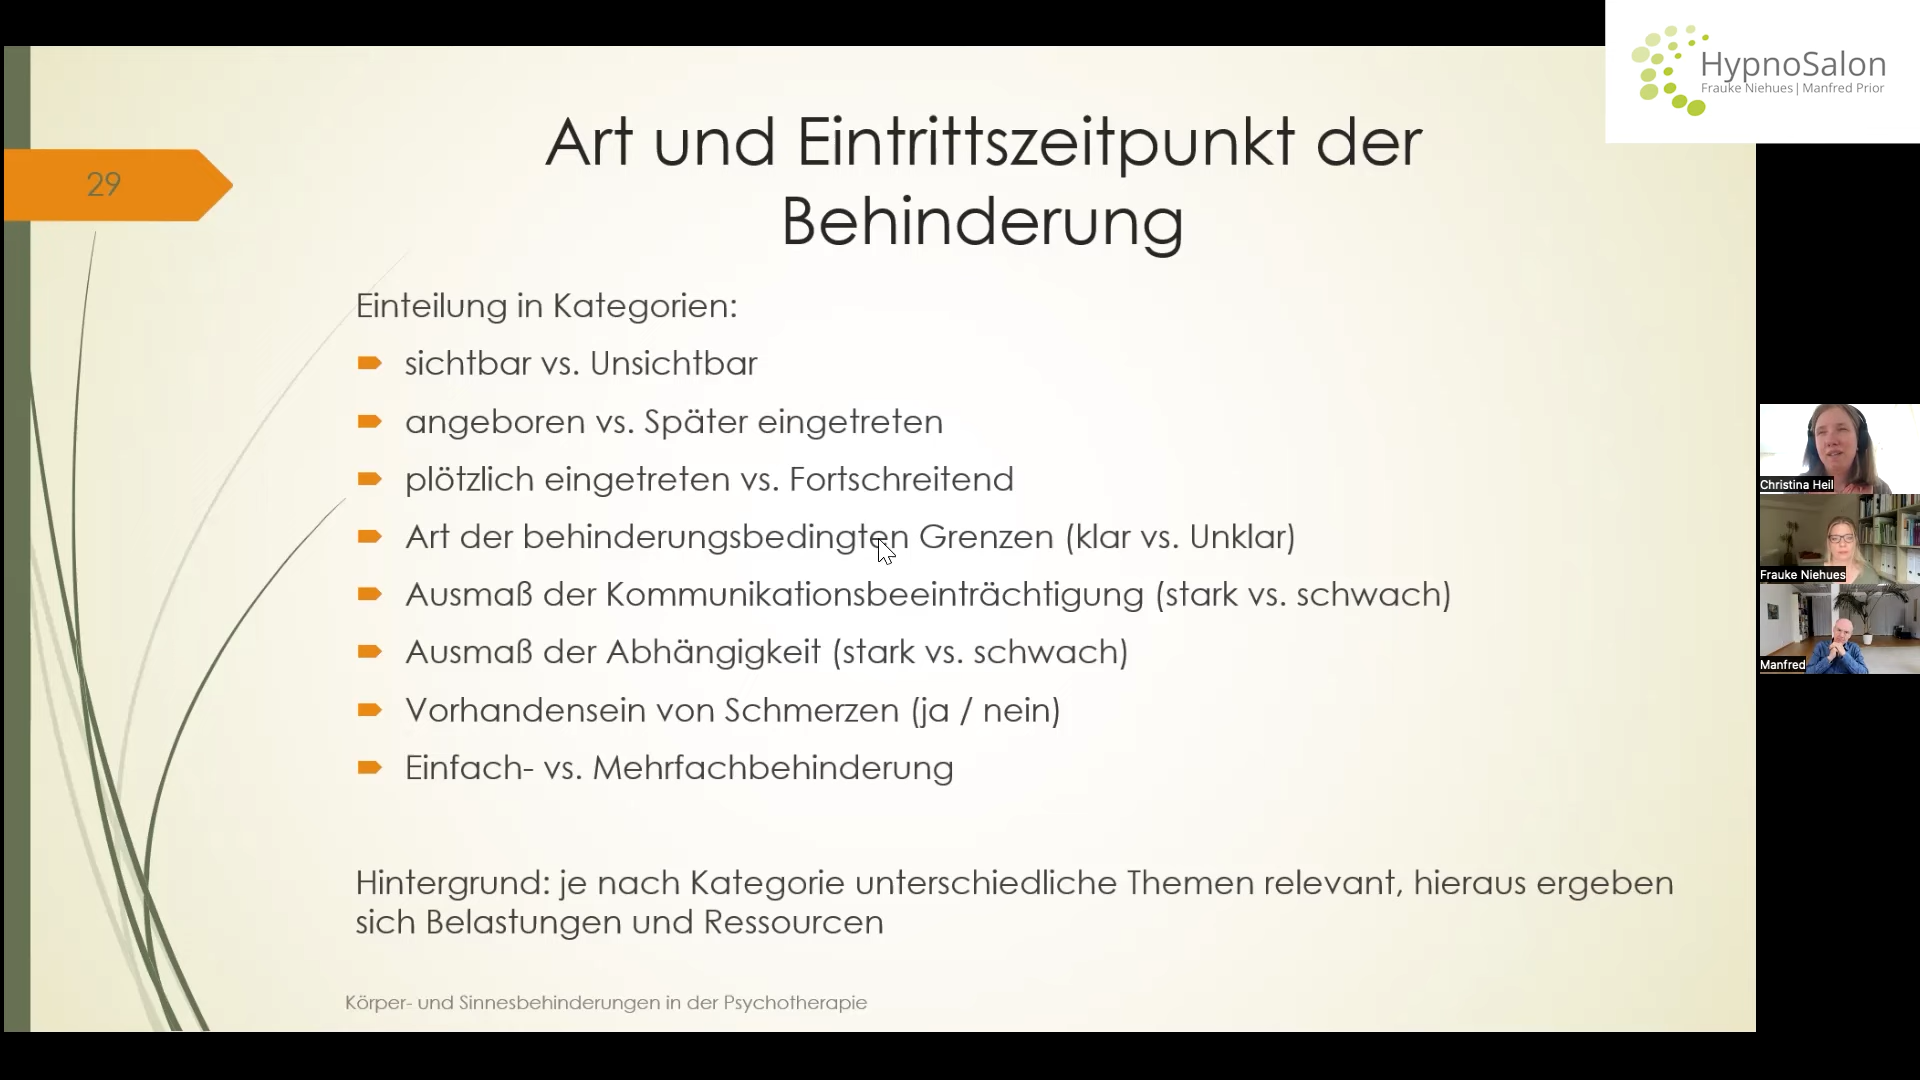 HypnoSalon
Frauke Niehues | Manfred Prior
29
Art und Eintrittszeitpunkt der
Behinderung
Einteilung in Kategorien:
sichtbar vs. Unsichtbar
angeboren vs. Später eingetreten
plötzlich eingetreten vs. Fortschreitend
Art der behinderungsbedingten Grenzen (klar vs. Unklar)
Ausmaß der Kommunikationsbeeinträchtigung (stark vs. schwach)
Ausmaß der Abhängigkeit (stark vs. schwach)
Vorhandensein von Schmerzen (ja / nein)
Einfach- vs. Mehrfachbehinderung
Hintergrund: je nach Kategorie unterschiedliche Themen relevant, hieraus ergeben
sich Belastungen und Ressourcen
Körper- und Sinnesbehinderungen in der Psychotherapie
Christina Heil
Frauke Niehues
Manfred